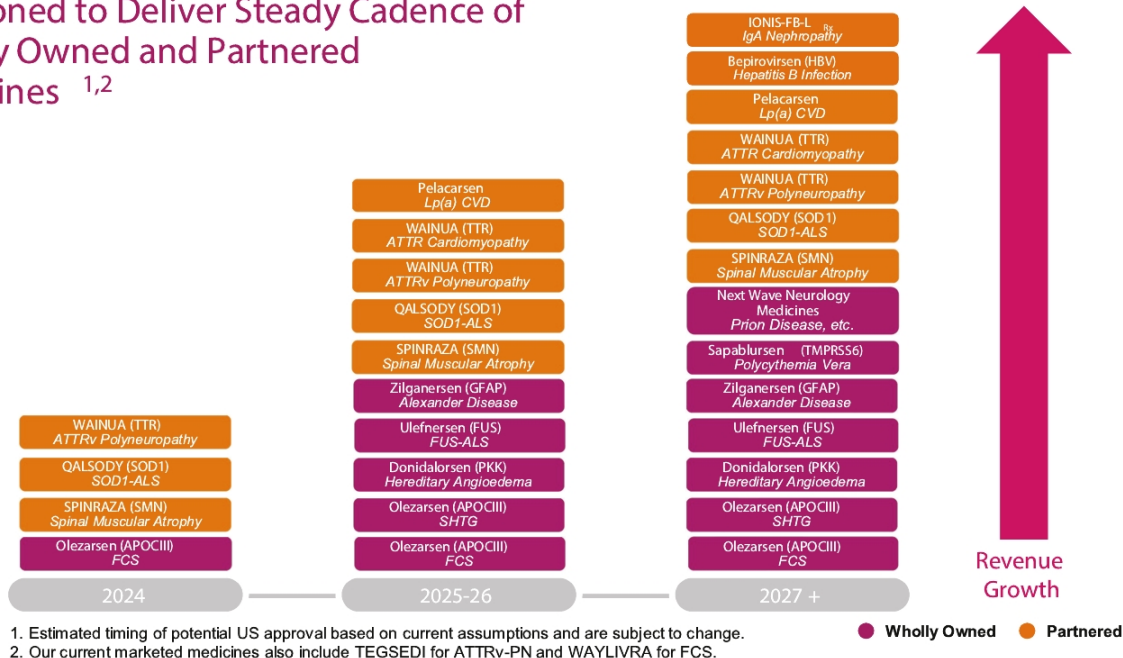 oned to Deliver Steady Cadence of
y Owned and Partnered
ines 1,2
WAINUA (TTR)
ATTRv Polyneuropathy
QALSODY (SOD1)
SOD1-ALS
SPINRAZA (SMN)
Spinal Muscular Atrophy
Olezarsen (APOCIII)
FCS
2024
Pelacarsen
Lp(a) CVD
WAINUA (TTR)
ATTR Cardiomyopathy
WAINUA (TTR)
ATTRv Polyneuropathy
QALSODY (SOD1)
SOD1-ALS
SPINRAZA (SMN)
Spinal Muscular Atrophy
Zilganersen (GFAP)
Alexander Disease
Ulefnersen (FUS)
FUS-ALS
Donidalorsen (PKK)
Hereditary Angioedema
Olezarsen (APOCIII)
SHTG
Olezarsen (APOCIII)
FCS
2025-26
IONIS-FB-L Rx
IgA Nephropathy
Bepirovirsen (HBV)
Hepatitis B Infection
Pelacarsen
Lp(a) CVD
WAINUA (TTR)
ATTR Cardiomyopathy
WAINUA (TTR)
ATTRv Polyneuropathy
QALSODY (SOD1)
SOD1-ALS
SPINRAZA (SMN)
Spinal Muscular Atrophy
Next Wave Neurology
Medicines
Prion Disease, etc.
Sapablursen (TMPRSS6)
Polycythemia Vera
Zilganersen (GFAP)
Alexander Disease
Ulefnersen (FUS)
FUS-ALS
Donidalorsen (PKK)
Hereditary Angioedema
Olezarsen (APOCIII)
SHTG
Olezarsen (APOCIII)
FCS
2027 +
Revenue
Growth
Wholly Owned
Partnered
1. Estimated timing of potential US approval based on current assumptions and are subject to change.
2. Our current marketed medicines also include TEGSEDI for ATTRv-PN and WAYLIVRA for FCS.